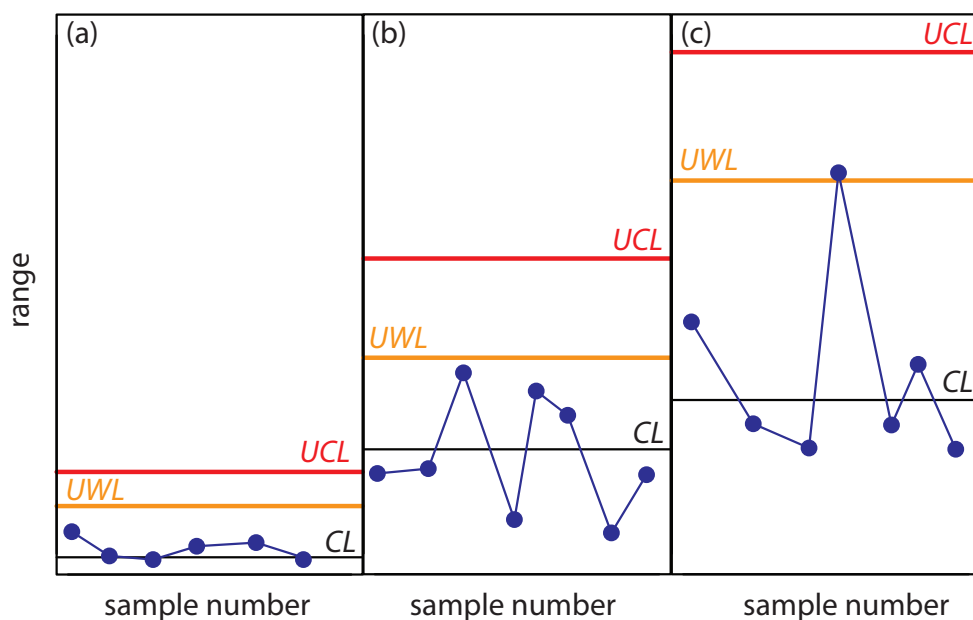 (a)
UCL
UWL
CL
(b)
UCL
UWL
CL
(c)
UCL
UWL
CL
range
sample number
sample number
sample number